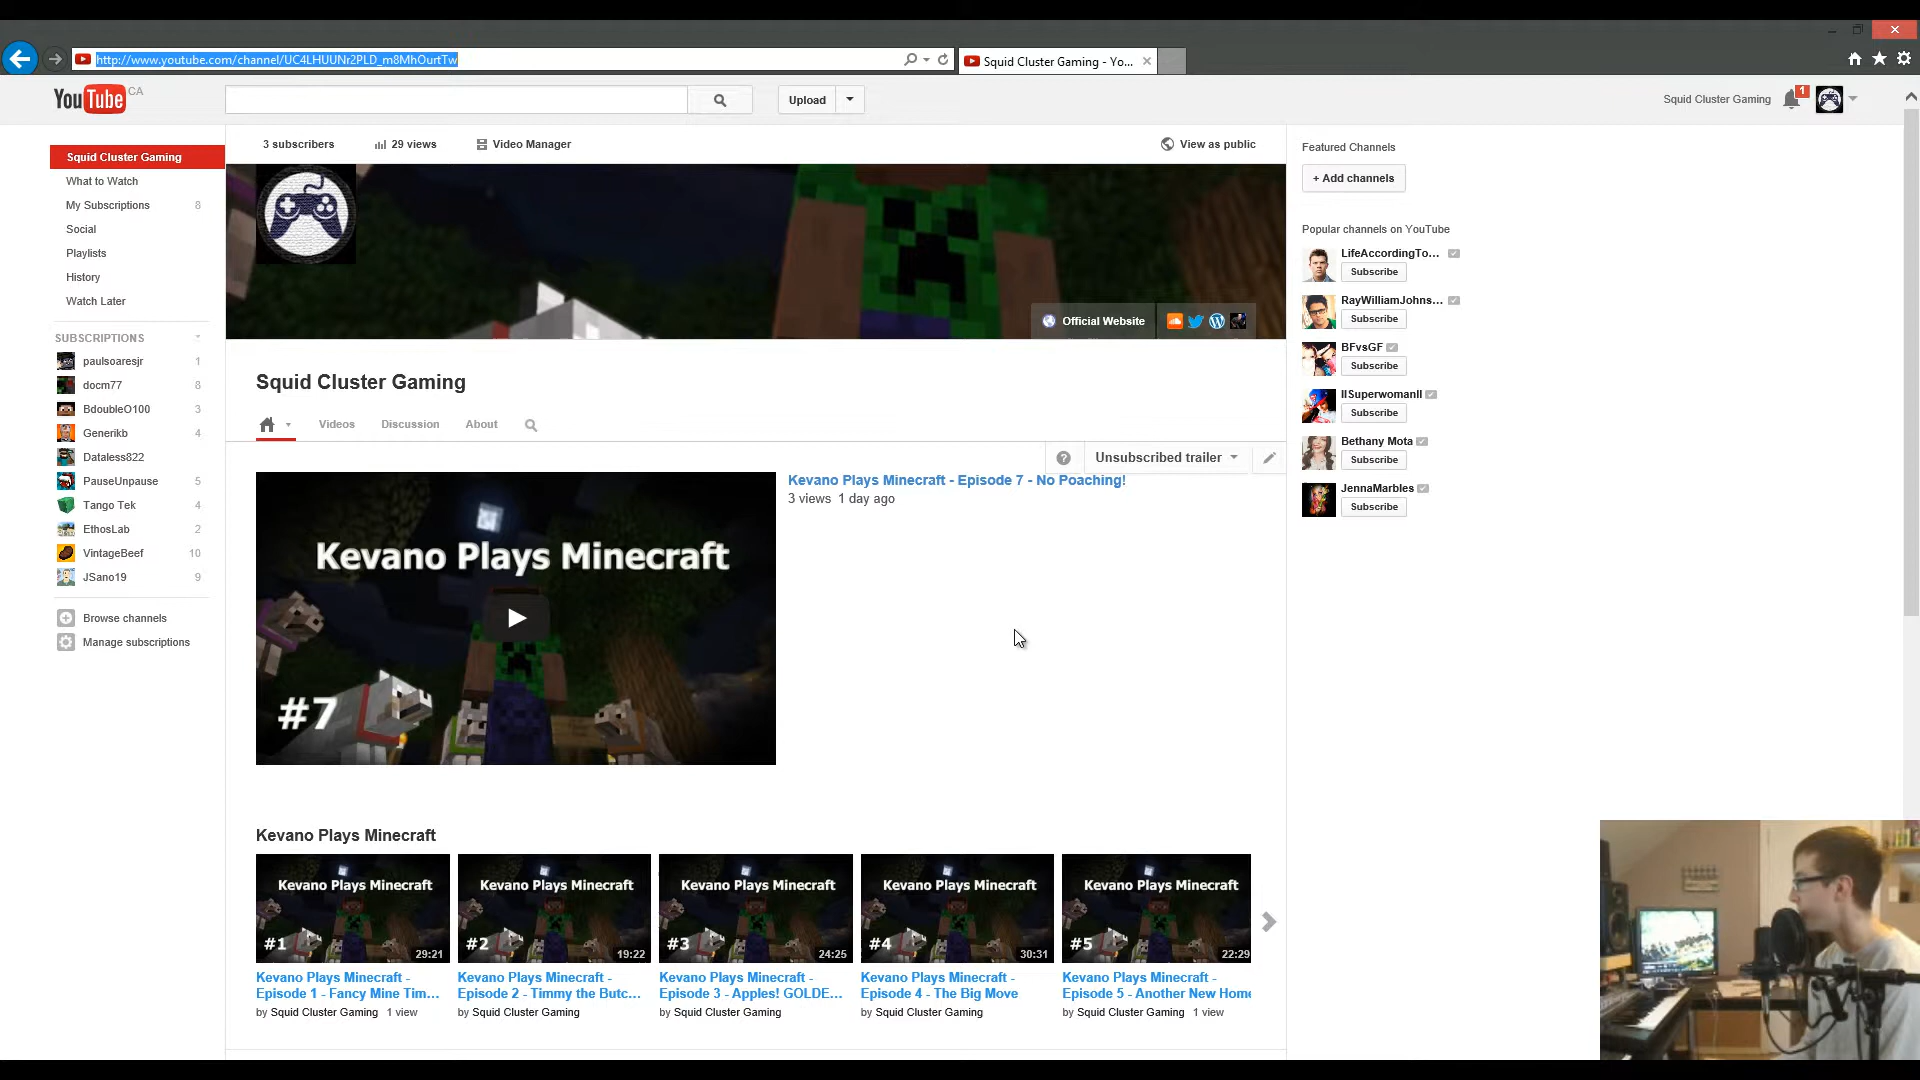 http://www.youtube.com/channel/UC4LHUUNr2PLD_m8MhOurtTw
Squid Cluster Gaming - Yo...
YouTube CA
Upload
Squid Cluster Gaming
1
3 subscribers
29 views
Video Manager
View as public
Squid Cluster Gaming
What to Watch
My Subscriptions 8
Social
Playlists
History
Watch Later
SUBSCRIPTIONS
paulsoaresjr 1
docm77 8
BdoubleO100 3
Generikb 4
Dataless822
PauseUnpause 5
Tango Tek 4
EthosLab 2
VintageBeef 10
JSano19 9
Browse channels
Manage subscriptions
Official Website
Squid Cluster Gaming
Videos
Discussion
About
Unsubscribed trailer
Kevano Plays Minecraft
#7
Kevano Plays Minecraft - Episode 7 - No Poaching!
3 views 1 day ago
Kevano Plays Minecraft
Kevano Plays Minecraft
#1
29:21
Kevano Plays Minecraft -
Episode 1 - Fancy Mine Tim...
by Squid Cluster Gaming 1 view
Kevano Plays Minecraft
#2
19:22
Kevano Plays Minecraft -
Episode 2 - Timmy the Butc...
by Squid Cluster Gaming
Kevano Plays Minecraft
#3
24:25
Kevano Plays Minecraft -
Episode 3 - Apples! GOLDE...
by Squid Cluster Gaming
Kevano Plays Minecraft
#4
30:31
Kevano Plays Minecraft -
Episode 4 - The Big Move
by Squid Cluster Gaming
Kevano Plays Minecraft
#5
22:29
Kevano Plays Minecraft -
Episode 5 - Another New Home
by Squid Cluster Gaming 1 view
Featured Channels
+ Add channels
Popular channels on YouTube
LifeAccordingTo...
Subscribe
RayWilliamJohns...
Subscribe
BFvsGF
Subscribe
IISuperwomanII
Subscribe
Bethany Mota
Subscribe
JennaMarbles
Subscribe